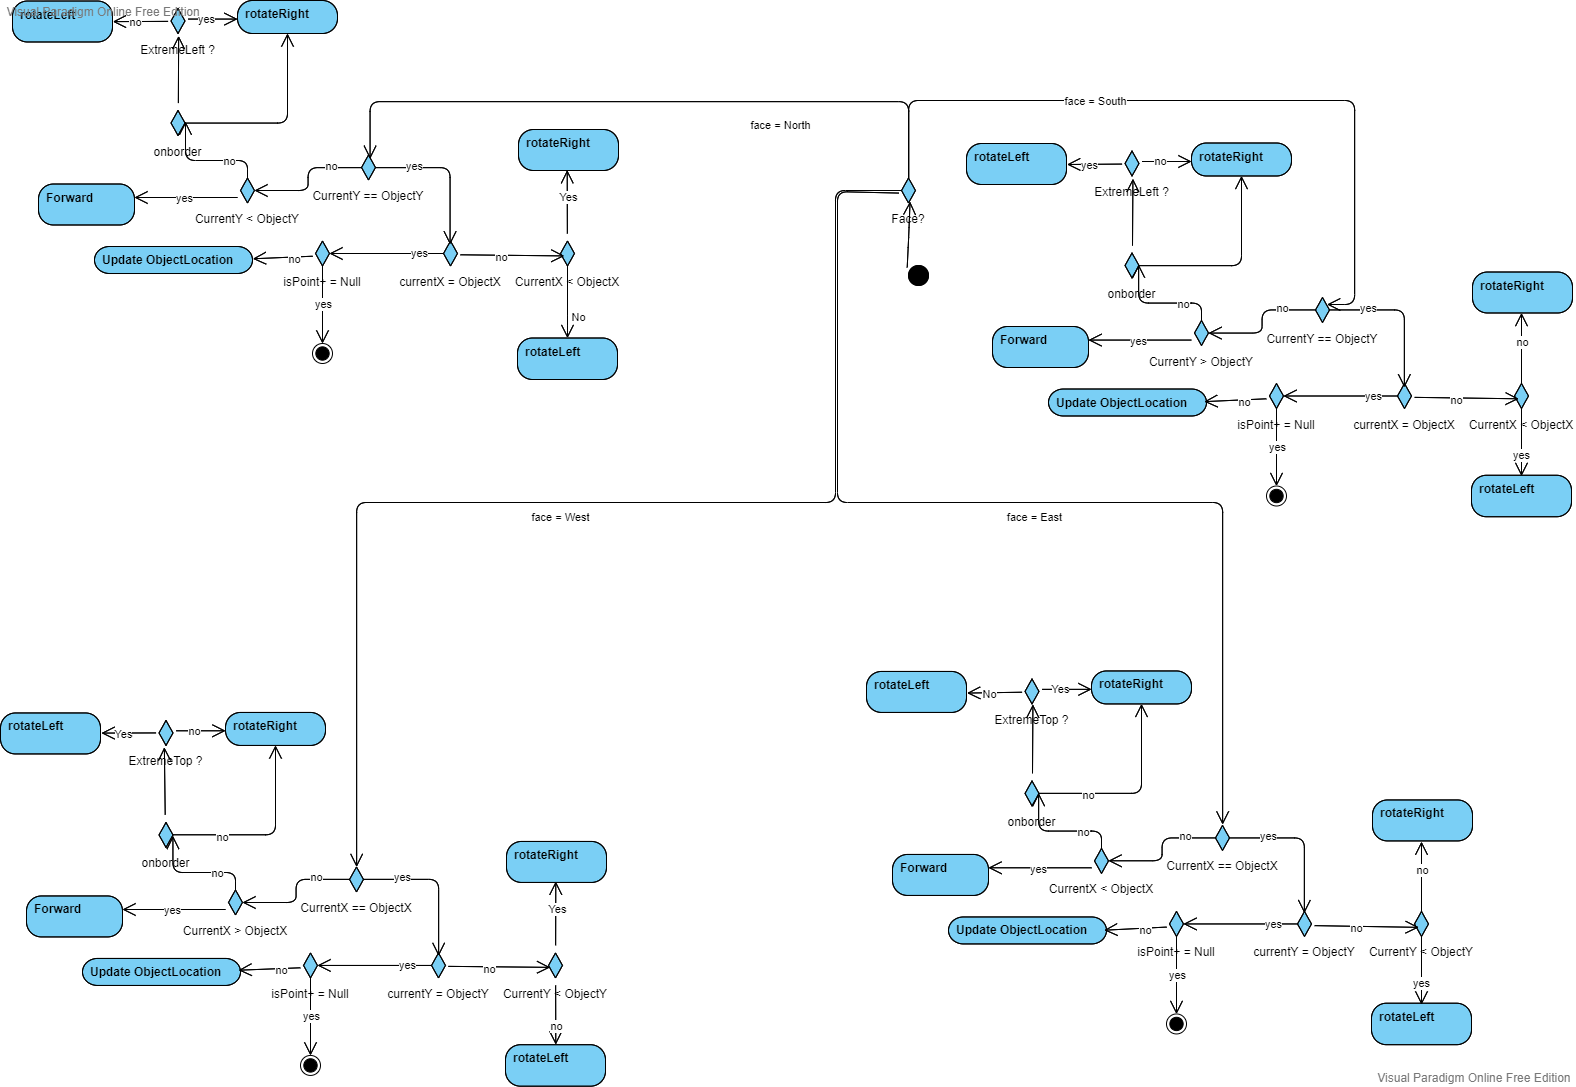 Visual Paradigm Online Free Edition
rotateLeft
no
yes
rotateRight
ExtremeLeft ?
onborder
no
Forward
yes
CurrentY < ObjectY
no
yes
CurrentY == ObjectY
face = North
rotateRight
Yes
Update ObjectLocation
no
isPoint+ = Null
yes
yes
currentX = ObjectX
no
CurrentX < ObjectX
No
rotateLeft
Face?
face = South
rotateLeft
yes
no
rotateRight
ExtremeLeft ?
onborder
no
Forward
yes
CurrentY > ObjectY
no
yes
CurrentY == ObjectY
rotateRight
no
Update ObjectLocation
no
isPoint+ = Null
yes
yes
currentX = ObjectX
no
CurrentX < ObjectX
yes
rotateLeft
face = West
face = East
rotateLeft
Yes
no
rotateRight
ExtremeTop ?
no
onborder
no
Forward
yes
CurrentX > ObjectX
no
yes
CurrentX == ObjectX
rotateRight
Yes
Update ObjectLocation
no
isPoint+ = Null
yes
yes
currentY = ObjectY
no
CurrentY < ObjectY
no
rotateLeft
rotateLeft
No
Yes
rotateRight
ExtremeTop ?
no
onborder
no
Forward
yes
CurrentX < ObjectX
no
yes
CurrentX == ObjectX
rotateRight
no
Update ObjectLocation
no
isPoint+ = Null
yes
yes
currentY = ObjectY
no
CurrentY < ObjectY
yes
rotateLeft
Visual Paradigm Online Free Edition